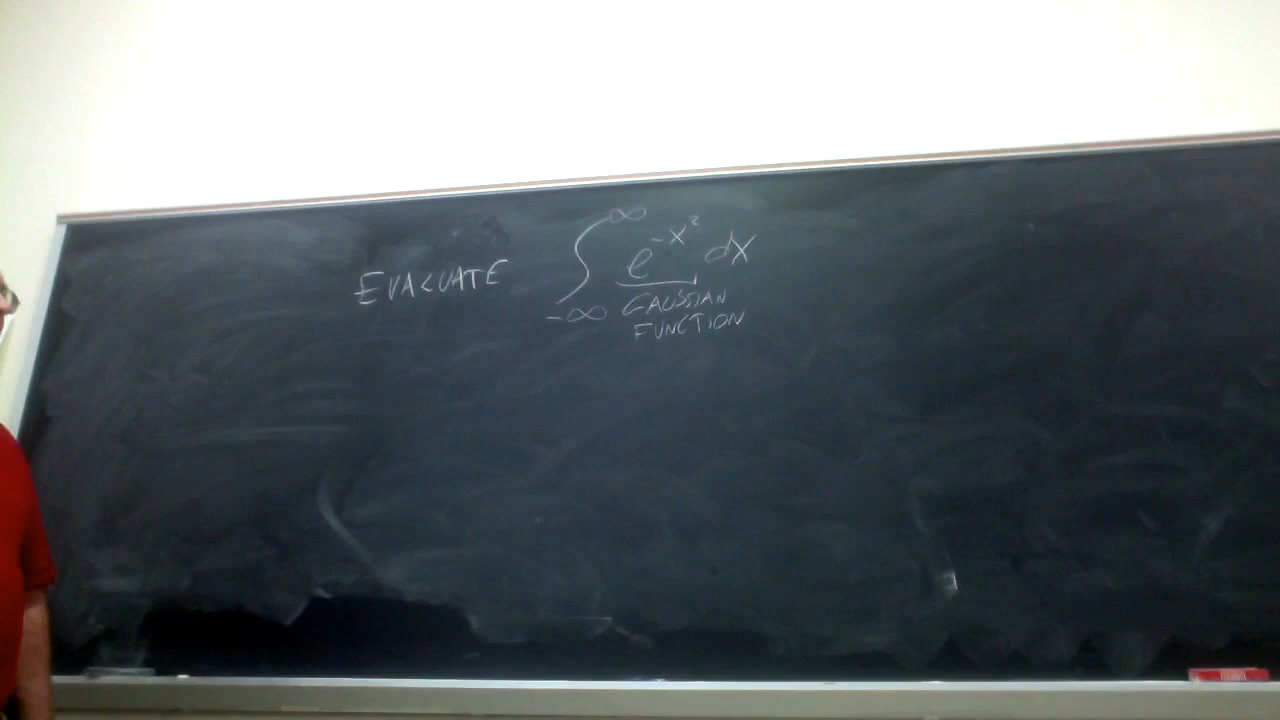 EVALUATE ∫_{-∞}^{∞} e^{-x²} dx
GAUSSIAN
FUNCTION